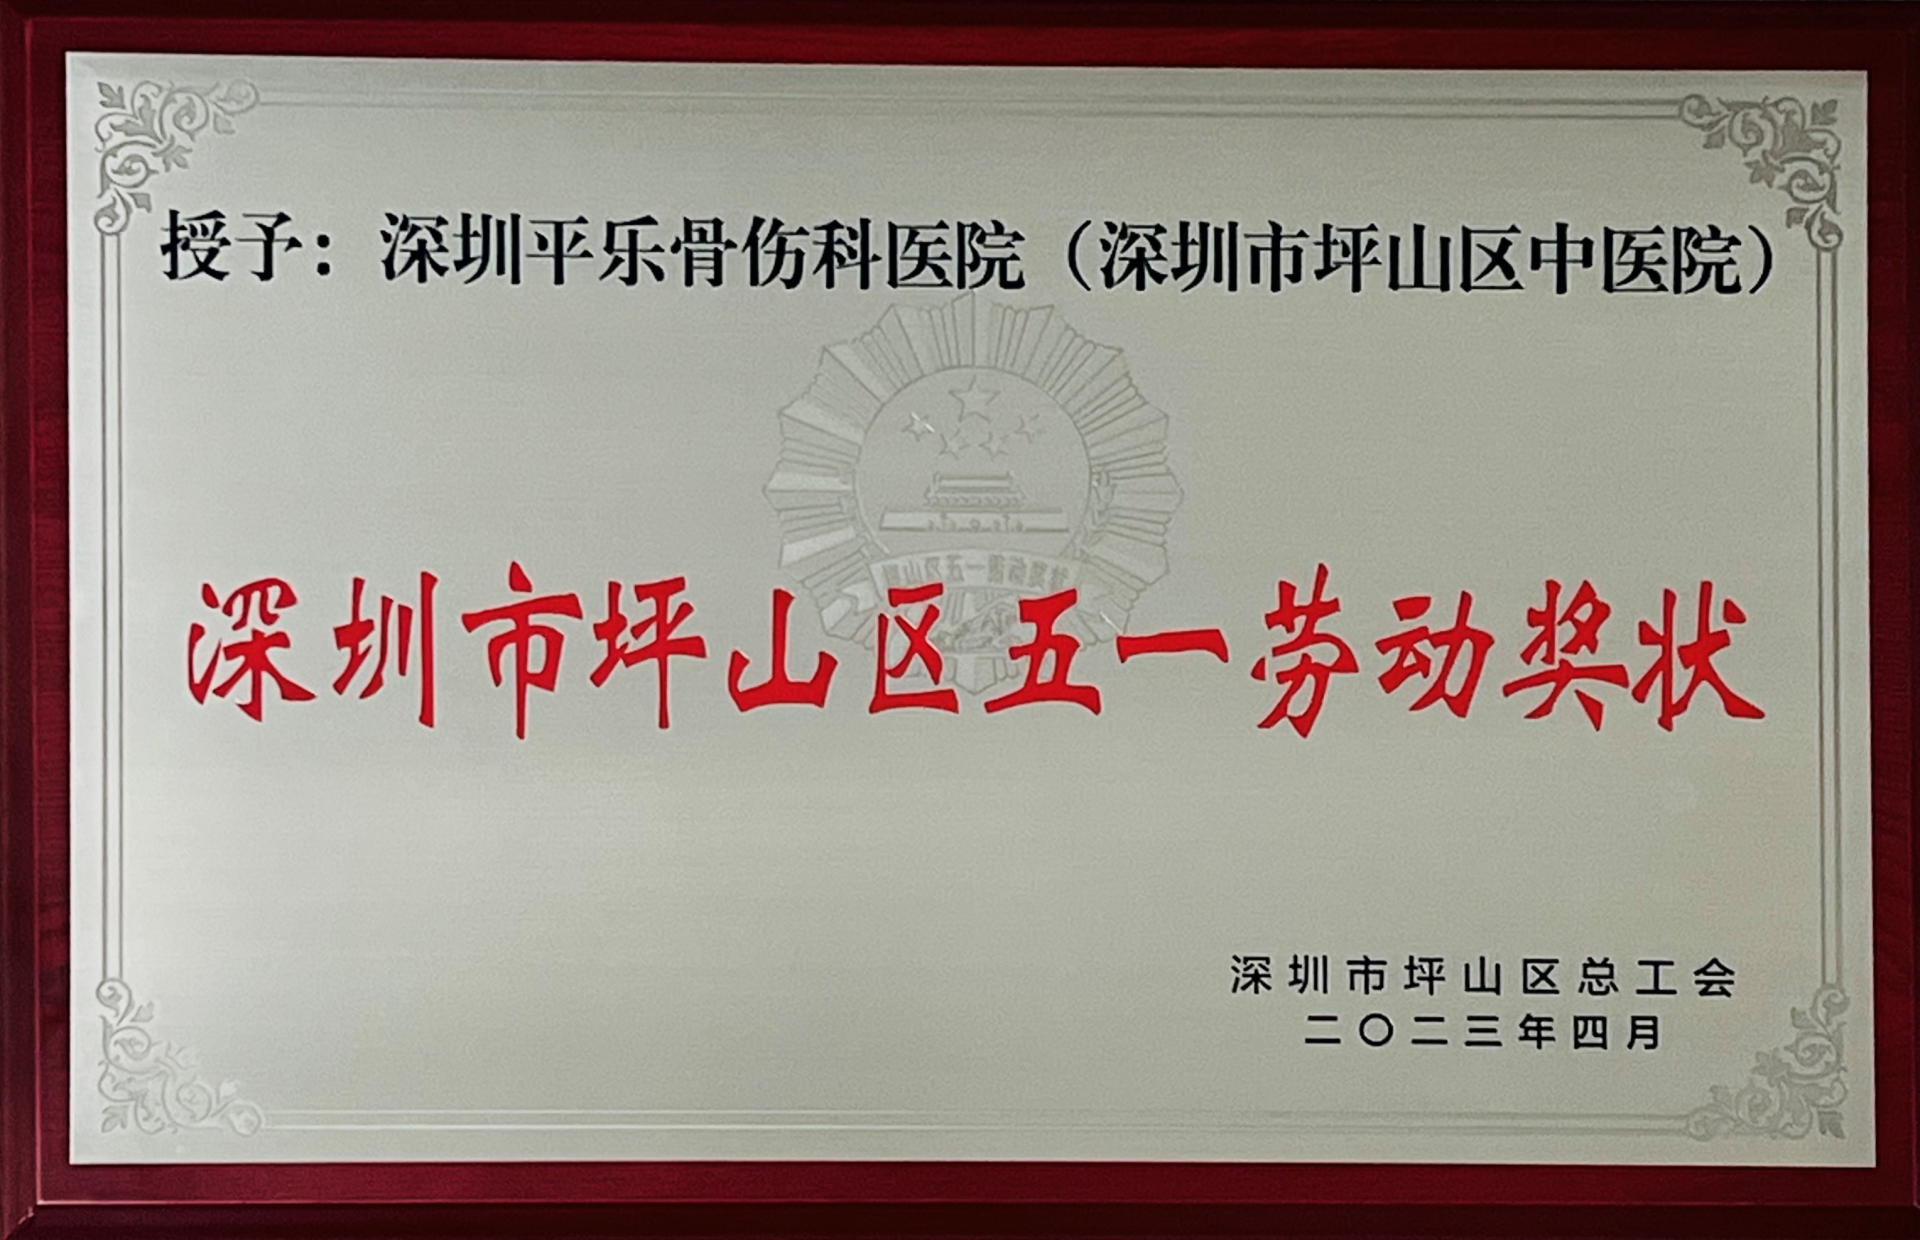 授予：深圳平乐骨伤科医院（深圳市坪山区中医院）
深圳市坪山区五一劳动奖状
深圳市坪山区总工会
二〇二三年四月